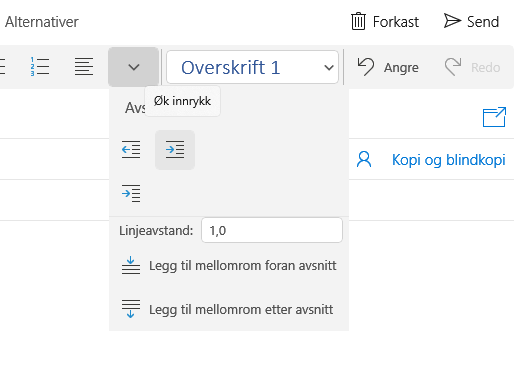 Alternativer
Forkast
Send
Overskrift 1
Angre
Redo
Øk innrykk
Kopi og blindkopi
Linjeavstand: 1,0
Legg til mellomrom foran avsnitt
Legg til mellomrom etter avsnitt